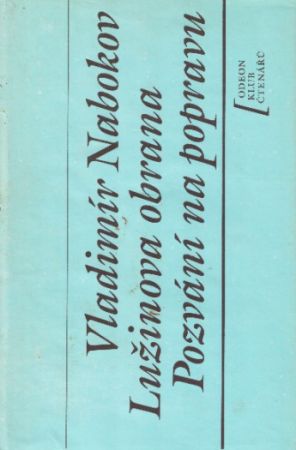 Vladimír Nabokov
Lužinova obrana
Pozvání na popravu
ODEON
KLUB
ČTENÁŘŮ